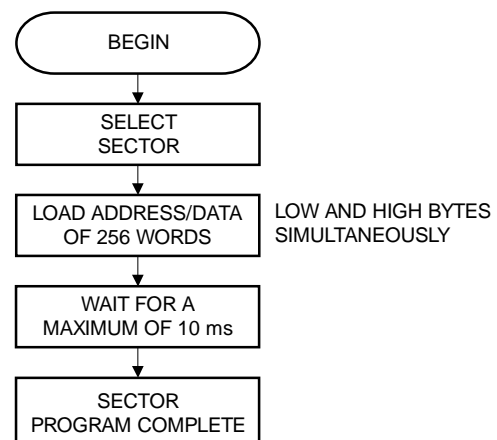 BEGIN
SELECT
SECTOR
LOAD ADDRESS/DATA
OF 256 WORDS
LOW AND HIGH BYTES
SIMULTANEOUSLY
WAIT FOR A
MAXIMUM OF 10 ms
SECTOR
PROGRAM COMPLETE